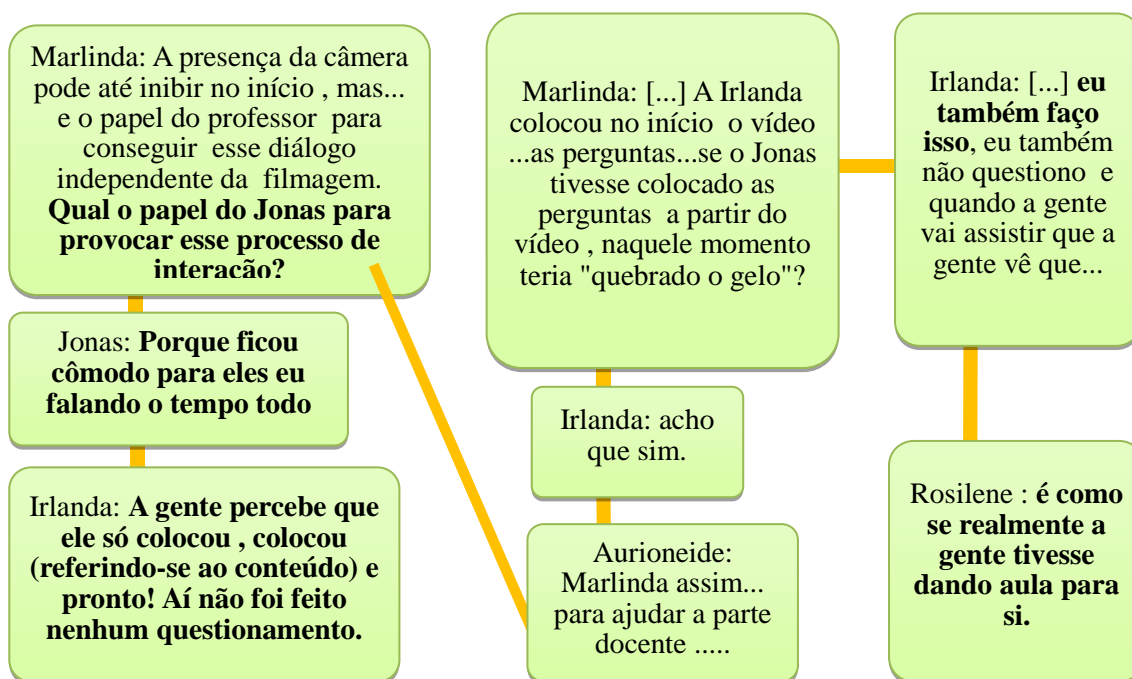 Marlinda: A presença da câmera
pode até inibir no início , mas...
e o papel do professor para
conseguir esse diálogo
independente da filmagem.
Qual o papel do Jonas para
provocar esse processo de
interação?
Jonas: Porque ficou
cômodo para eles eu
falando o tempo todo
Irlanda: A gente percebe que
ele só colocou , colocou
(referindo-se ao conteúdo) e
pronto! Aí não foi feito
nenhum questionamento.
Marlinda: [...] A Irlanda
colocou no início o vídeo
...as perguntas...se o Jonas
tivesse colocado as
perguntas a partir do
vídeo , naquele momento
teria "quebrado o gelo"?
Irlanda: acho
que sim.
Aurioneide:
Marlinda assim...
para ajudar a parte
docente .....
Irlanda: [...] eu
também faço
isso, eu também
não questiono e
quando a gente
vai assistir que a
gente vê que...
Rosilene : é como
se realmente a
gente tivesse
dando aula para
si.